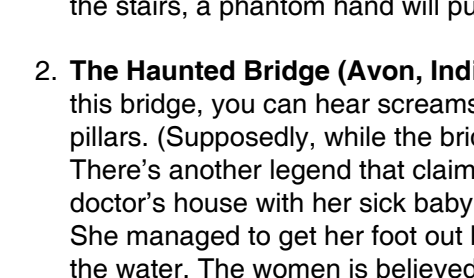 the stairs, a phantom hand will pu
2. The Haunted Bridge (Avon, Indi
this bridge, you can hear screams
pillars. (Supposedly, while the brid
There's another legend that claim
doctor's house with her sick baby
She managed to get her foot out
the water. The women is believed